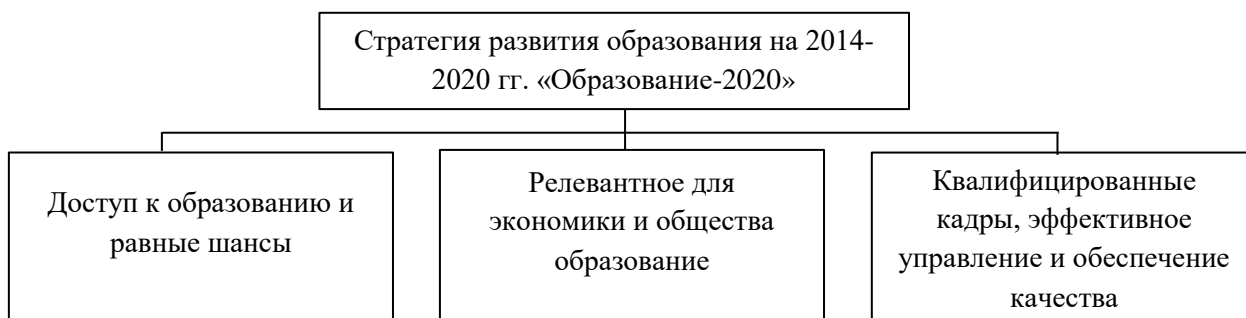 Стратегия развития образования на 2014-
2020 гг. «Образование-2020»
Доступ к образованию и
равные шансы
Релевантное для
экономики и общества
образование
Квалифицированные
кадры, эффективное
управление и обеспечение
качества